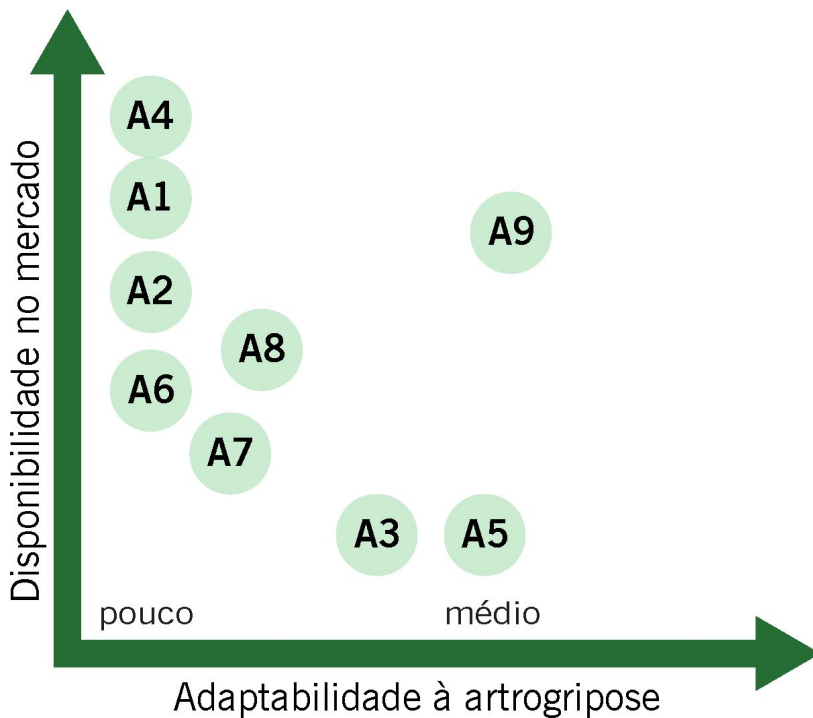 Disponibilidade no mercado
A4
A1
A9
A2
A8
A6
A7
A3
A5
pouco
médio
Adaptabilidade à artrogripose